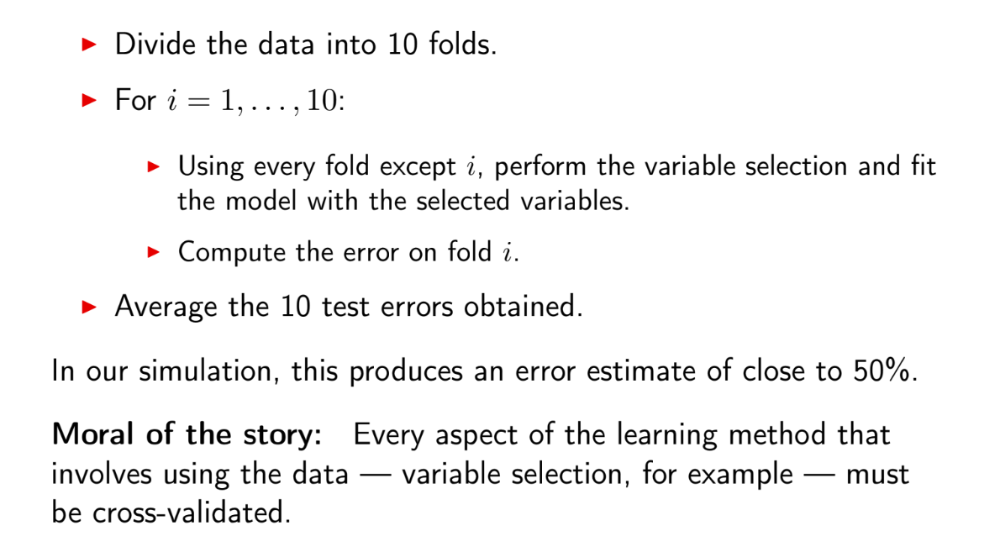 ▶ Divide the data into 10 folds.
▶ For i = 1, . . . , 10:
▶ Using every fold except i, perform the variable selection and fit
the model with the selected variables.
▶ Compute the error on fold i.
▶ Average the 10 test errors obtained.
In our simulation, this produces an error estimate of close to 50%.
Moral of the story: Every aspect of the learning method that
involves using the data — variable selection, for example — must
be cross-validated.